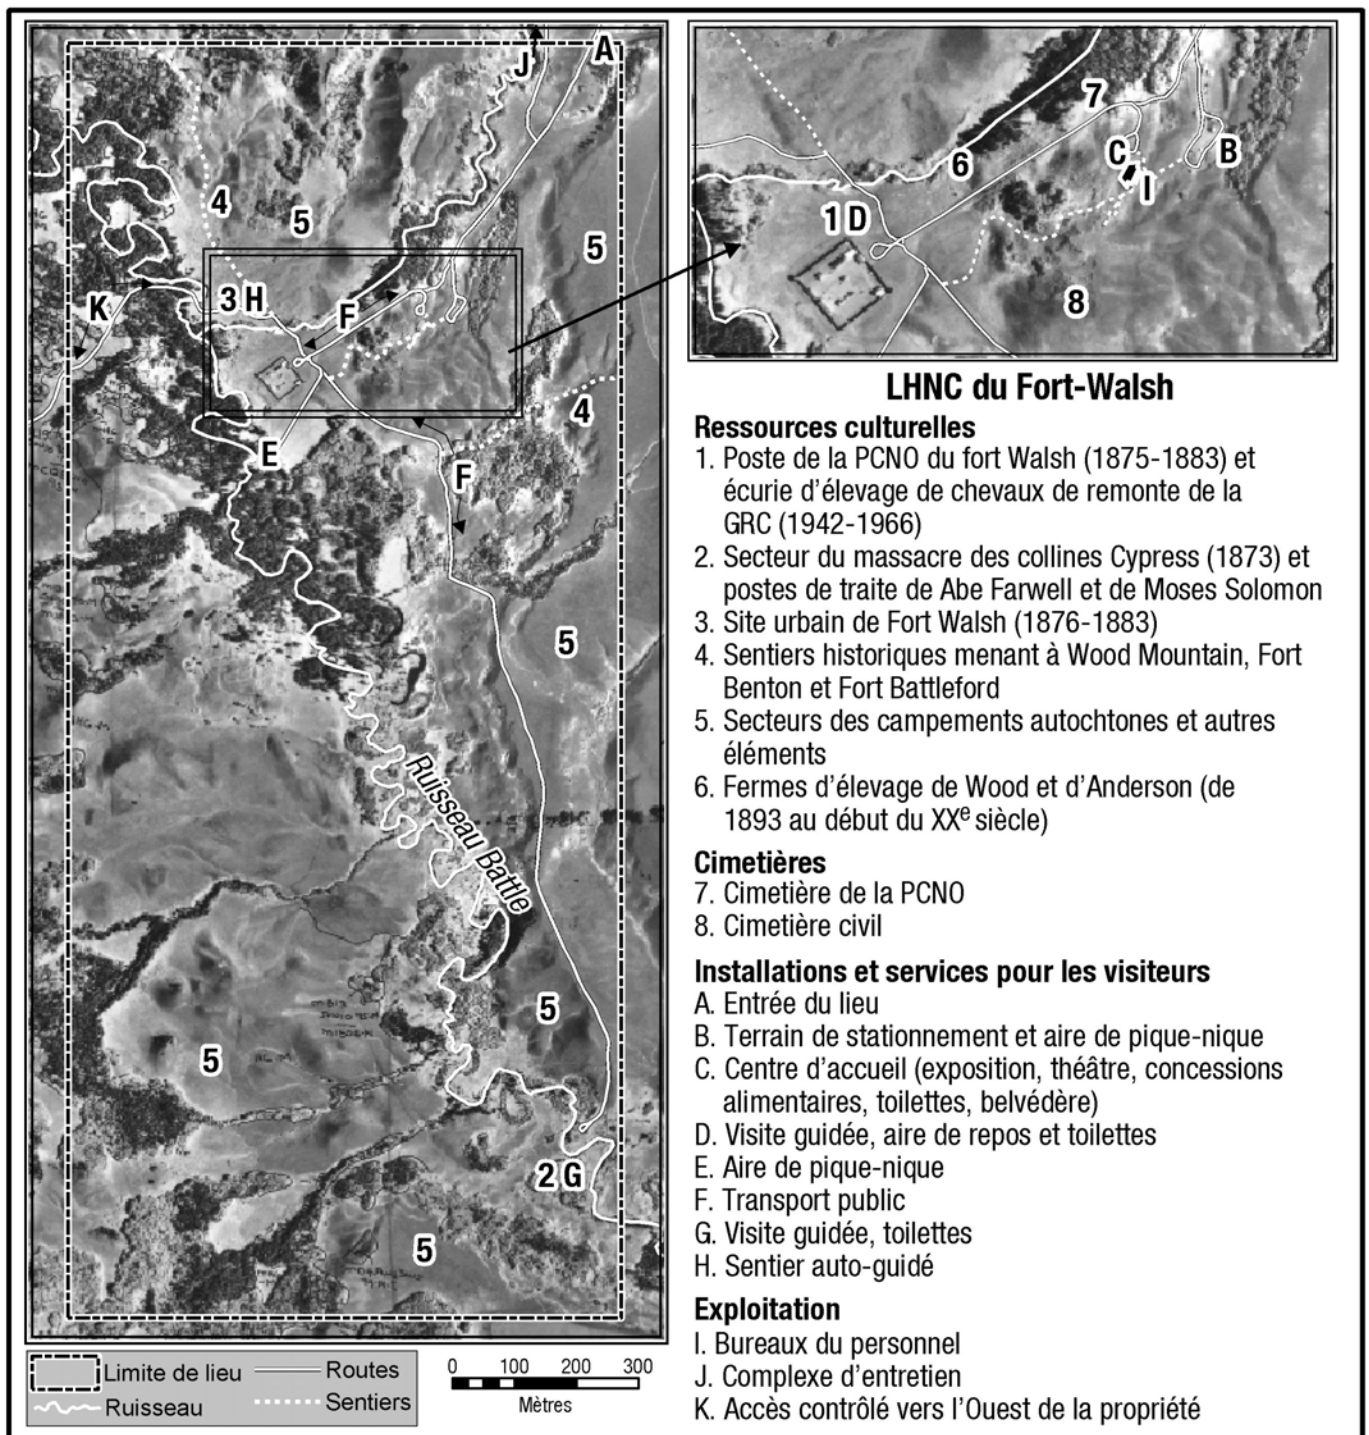 A
J
4
5
5
K
3 H
F
4
E
F
5
Ruisseau Battle
5
5
2 G
5
7
C
B
6
I
1 D
8
LHNC du Fort-Walsh
Ressources culturelles
1. Poste de la PCNO du fort Walsh (1875-1883) et
écurie d’élevage de chevaux de remonte de la
GRC (1942-1966)
2. Secteur du massacre des collines Cypress (1873) et
postes de traite de Abe Farwell et de Moses Solomon
3. Site urbain de Fort Walsh (1876-1883)
4. Sentiers historiques menant à Wood Mountain, Fort
Benton et Fort Battleford
5. Secteurs des campements autochtones et autres
éléments
6. Fermes d’élevage de Wood et d’Anderson (de
1893 au début du XXe siècle)
Cimetières
7. Cimetière de la PCNO
8. Cimetière civil
Installations et services pour les visiteurs
A. Entrée du lieu
B. Terrain de stationnement et aire de pique-nique
C. Centre d’accueil (exposition, théâtre, concessions
alimentaires, toilettes, belvédère)
D. Visite guidée, aire de repos et toilettes
E. Aire de pique-nique
F. Transport public
G. Visite guidée, toilettes
H. Sentier auto-guidé
Exploitation
I. Bureaux du personnel
J. Complexe d’entretien
K. Accès contrôlé vers l’Ouest de la propriété
Limite de lieu
Routes
Ruisseau
Sentiers
0 100 200 300
Mètres